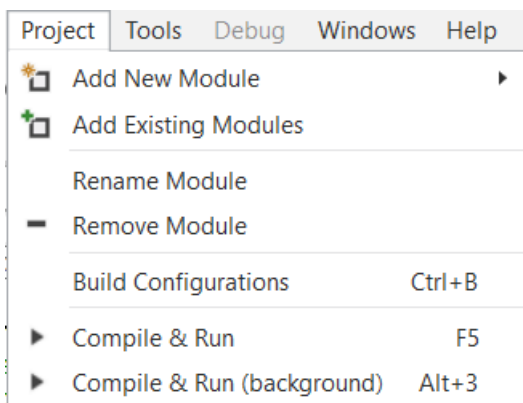 Project Tools Debug Windows Help
Add New Module
Add Existing Modules
Rename Module
Remove Module
Build Configurations Ctrl+B
Compile & Run F5
Compile & Run (background) Alt+3